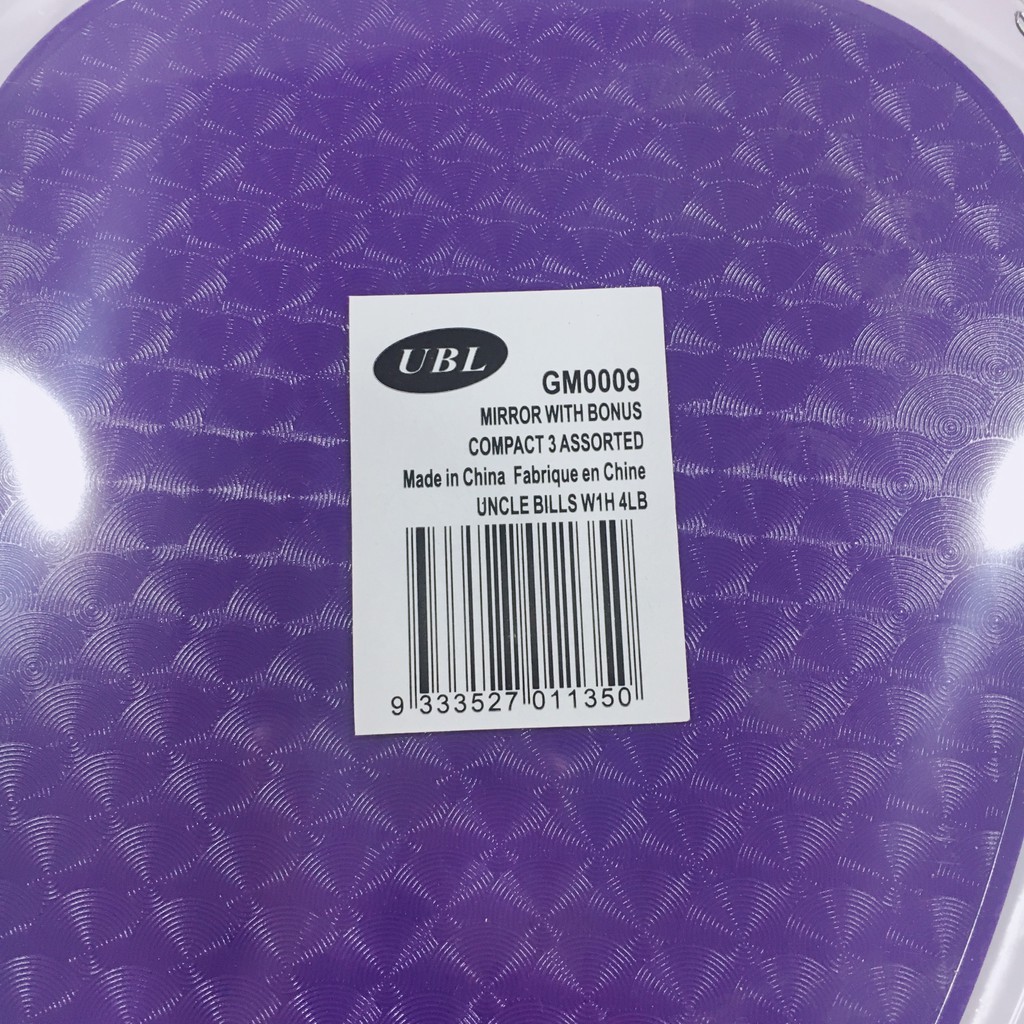 UBL
GM0009
MIRROR WITH BONUS
COMPACT 3 ASSORTED
Made in China Fabrique en Chine
UNCLE BILLS W1H 4LB
9 333527 011350